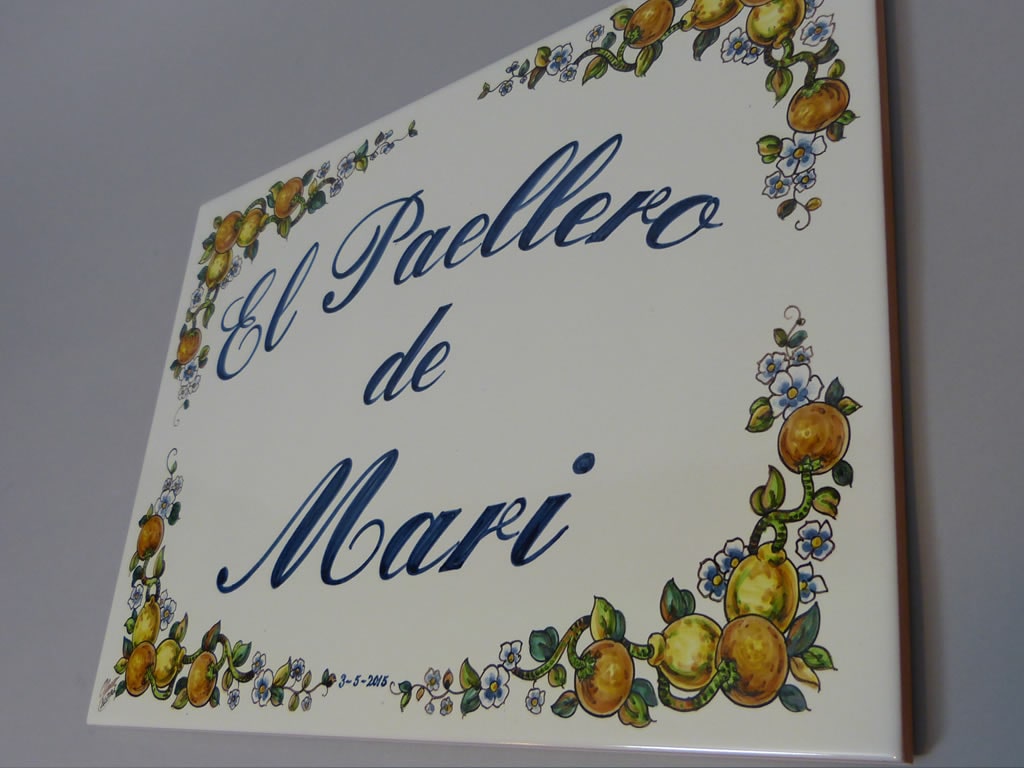 El Paellero
de
Mari
3-5-2015